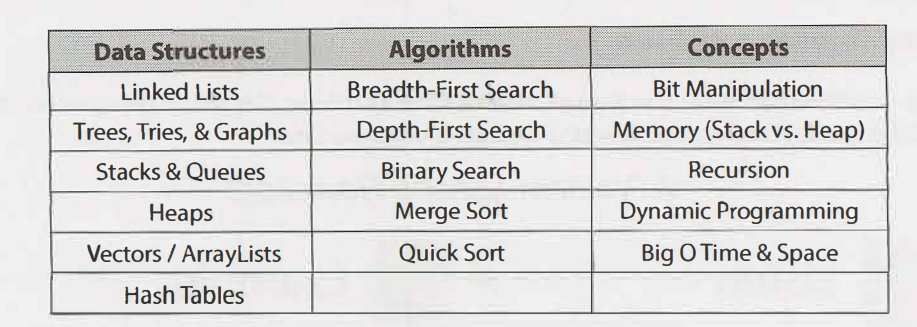 Data Structures Algorithms Concepts
Linked Lists Breadth-First Search Bit Manipulation
Trees, Tries, & Graphs Depth-First Search Memory (Stack vs. Heap)
Stacks & Queues Binary Search Recursion
Heaps Merge Sort Dynamic Programming
Vectors / ArrayLists Quick Sort Big O Time & Space
Hash Tables